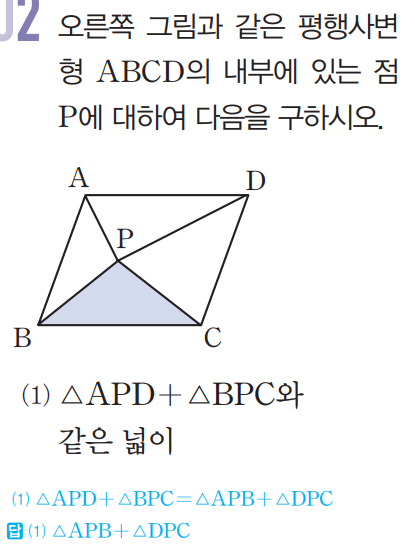 02 오른쪽 그림과 같은 평행사변
형 ABCD의 내부에 있는 점
P에 대하여 다음을 구하시오.
A
D
P
B
C
(1) △APD+△BPC와
같은 넓이
(1) △APD+△BPC=△APB+△DPC
답 (1) △APB+△DPC